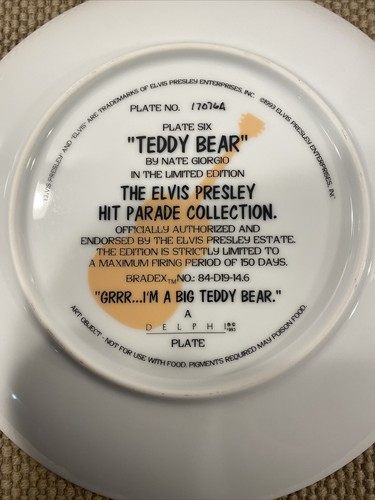 "ELVIS PRESLEY" AND "ELVIS" ARE TRADEMARKS OF ELVIS PRESLEY ENTERPRISES, INC. ©1993 ELVIS PRESLEY ENTERPRISES, INC.
PLATE NO. 17076A
PLATE SIX
"TEDDY BEAR"
BY NATE GIORGIO
IN THE LIMITED EDITION
THE ELVIS PRESLEY
HIT PARADE COLLECTION.
OFFICIALLY AUTHORIZED AND
ENDORSED BY THE ELVIS PRESLEY ESTATE.
THE EDITION IS STRICTLY LIMITED TO
A MAXIMUM FIRING PERIOD OF 150 DAYS.
BRADEX TM NO.: 84-D19-14.6
"GRRR...I'M A BIG TEDDY BEAR."
A
DELPHI
PLATE
ART OBJECT - NOT FOR USE WITH FOOD. PIGMENTS REQUIRED MAY POISON FOOD.